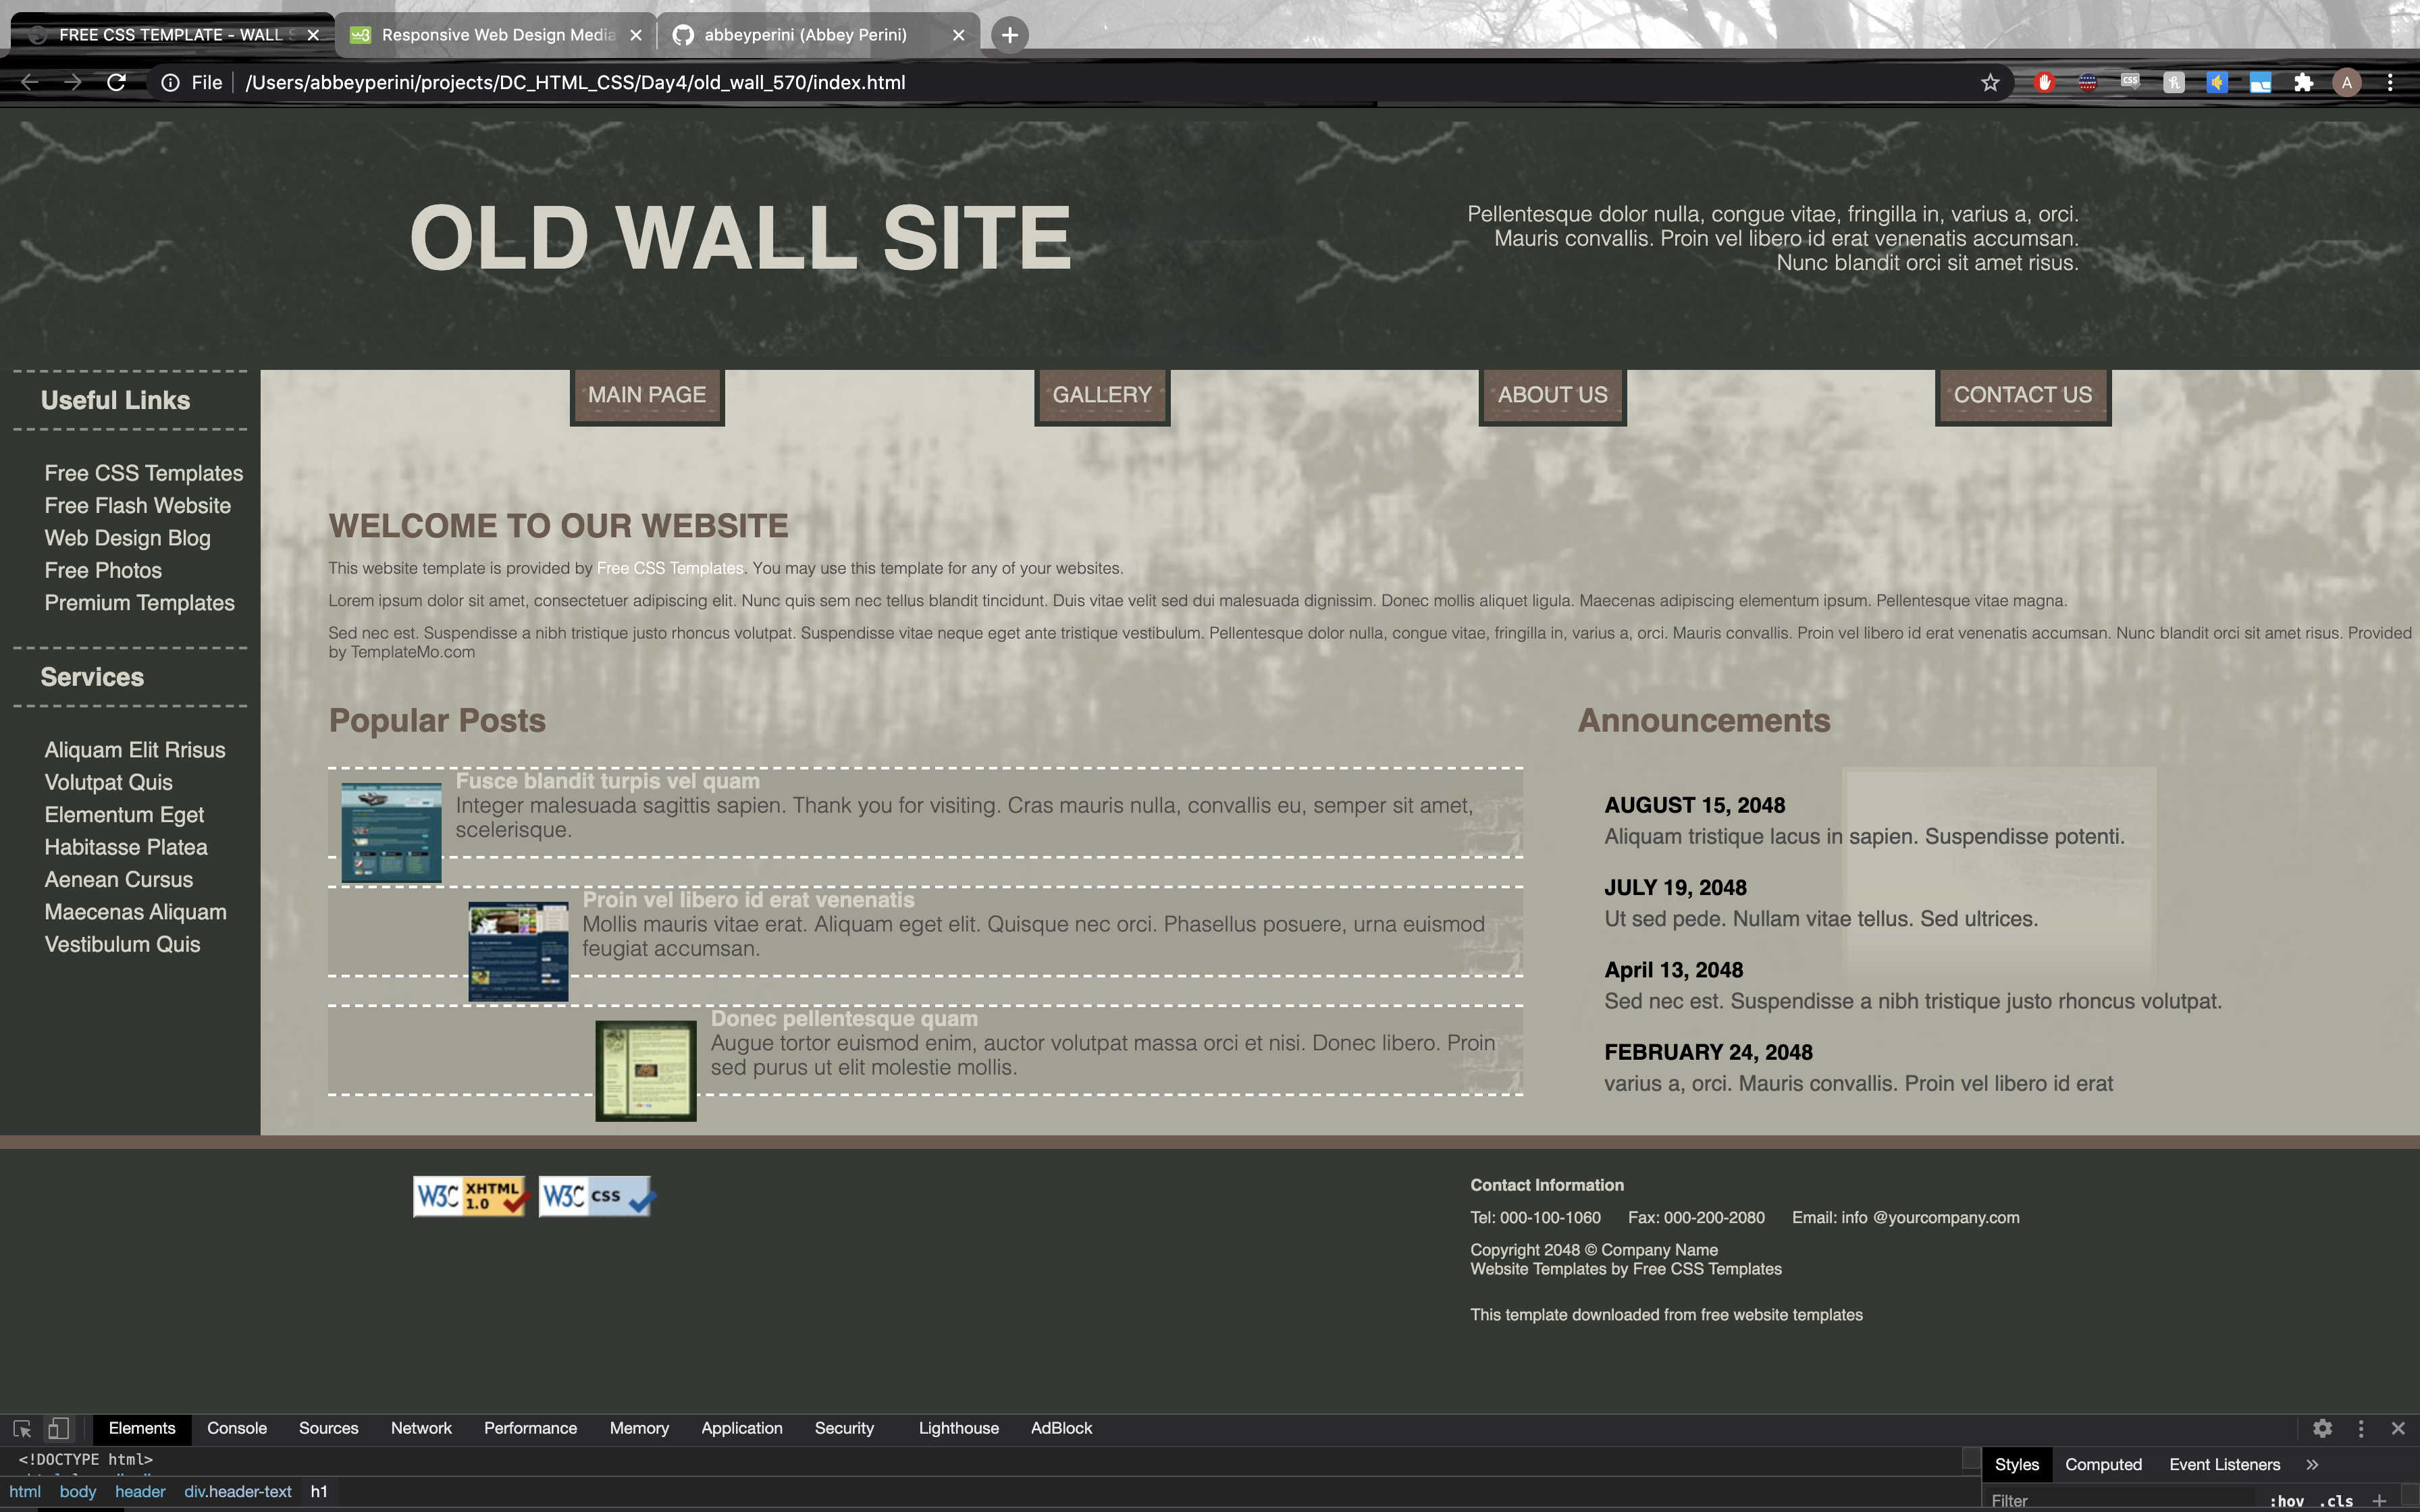 FREE CSS TEMPLATE - WALL S
Responsive Web Design Media
abbeyperini (Abbey Perini)
File
/Users/abbeyperini/projects/DC_HTML_CSS/Day4/old_wall_570/index.html
CSS
A
OLD WALL SITE
Pellentesque dolor nulla, congue vitae, fringilla in, varius a, orci.
Mauris convallis. Proin vel libero id erat venenatis accumsan.
Nunc blandit orci sit amet risus.
MAIN PAGE
GALLERY
ABOUT US
CONTACT US
Useful Links
Free CSS Templates
Free Flash Website
Web Design Blog
Free Photos
Premium Templates
Services
Aliquam Elit Rrisus
Volutpat Quis
Elementum Eget
Habitasse Platea
Aenean Cursus
Maecenas Aliquam
Vestibulum Quis
WELCOME TO OUR WEBSITE
This website template is provided by Free CSS Templates. You may use this template for any of your websites.
Lorem ipsum dolor sit amet, consectetuer adipiscing elit. Nunc quis sem nec tellus blandit tincidunt. Duis vitae velit sed dui malesuada dignissim. Donec mollis aliquet ligula. Maecenas adipiscing elementum ipsum. Pellentesque vitae magna.
Sed nec est. Suspendisse a nibh tristique justo rhoncus volutpat. Suspendisse vitae neque eget ante tristique vestibulum. Pellentesque dolor nulla, congue vitae, fringilla in, varius a, orci. Mauris convallis. Proin vel libero id erat venenatis accumsan. Nunc blandit orci sit amet risus. Provided
by TemplateMo.com
Popular Posts
Fusce blandit turpis vel quam
Integer malesuada sagittis sapien. Thank you for visiting. Cras mauris nulla, convallis eu, semper sit amet,
scelerisque.
Proin vel libero id erat venenatis
Mollis mauris vitae erat. Aliquam eget elit. Quisque nec orci. Phasellus posuere, urna euismod
feugiat accumsan.
Donec pellentesque quam
Augue tortor euismod enim, auctor volutpat massa orci et nisi. Donec libero. Proin
sed purus ut elit molestie mollis.
Announcements
AUGUST 15, 2048
Aliquam tristique lacus in sapien. Suspendisse potenti.
JULY 19, 2048
Ut sed pede. Nullam vitae tellus. Sed ultrices.
April 13, 2048
Sed nec est. Suspendisse a nibh tristique justo rhoncus volutpat.
FEBRUARY 24, 2048
varius a, orci. Mauris convallis. Proin vel libero id erat
W3C XHTML 1.0
W3C CSS
Contact Information
Tel: 000-100-1060 Fax: 000-200-2080 Email: info @yourcompany.com
Copyright 2048 © Company Name
Website Templates by Free CSS Templates
This template downloaded from free website templates
Elements Console Sources Network Performance Memory Application Security Lighthouse AdBlock
<!DOCTYPE html>
html body header div.header-text h1
Styles Computed Event Listeners »
Filter :hov .cls +